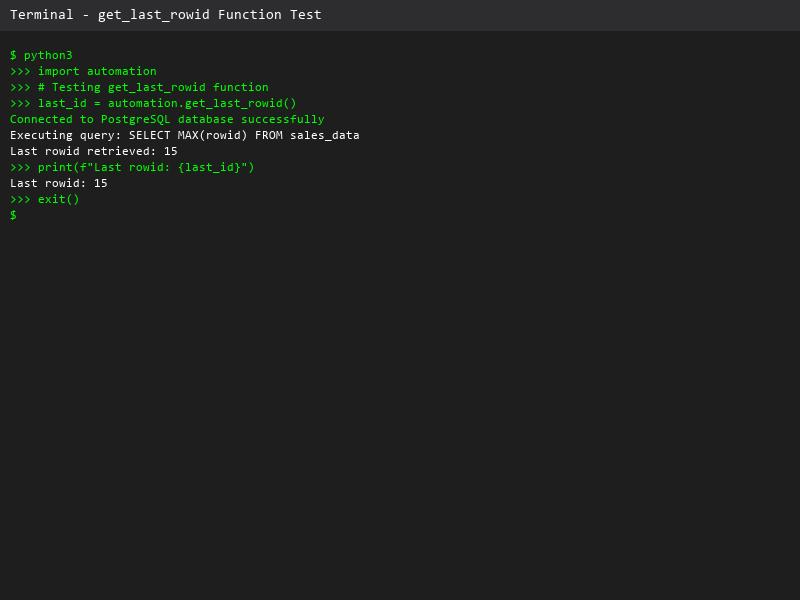 Terminal - get_last_rowid Function Test
$ python3
>>> import automation
>>> # Testing get_last_rowid function
>>> last_id = automation.get_last_rowid()
Connected to PostgreSQL database successfully
Executing query: SELECT MAX(rowid) FROM sales_data
Last rowid retrieved: 15
>>> print(f"Last rowid: {last_id}")
Last rowid: 15
>>> exit()
$